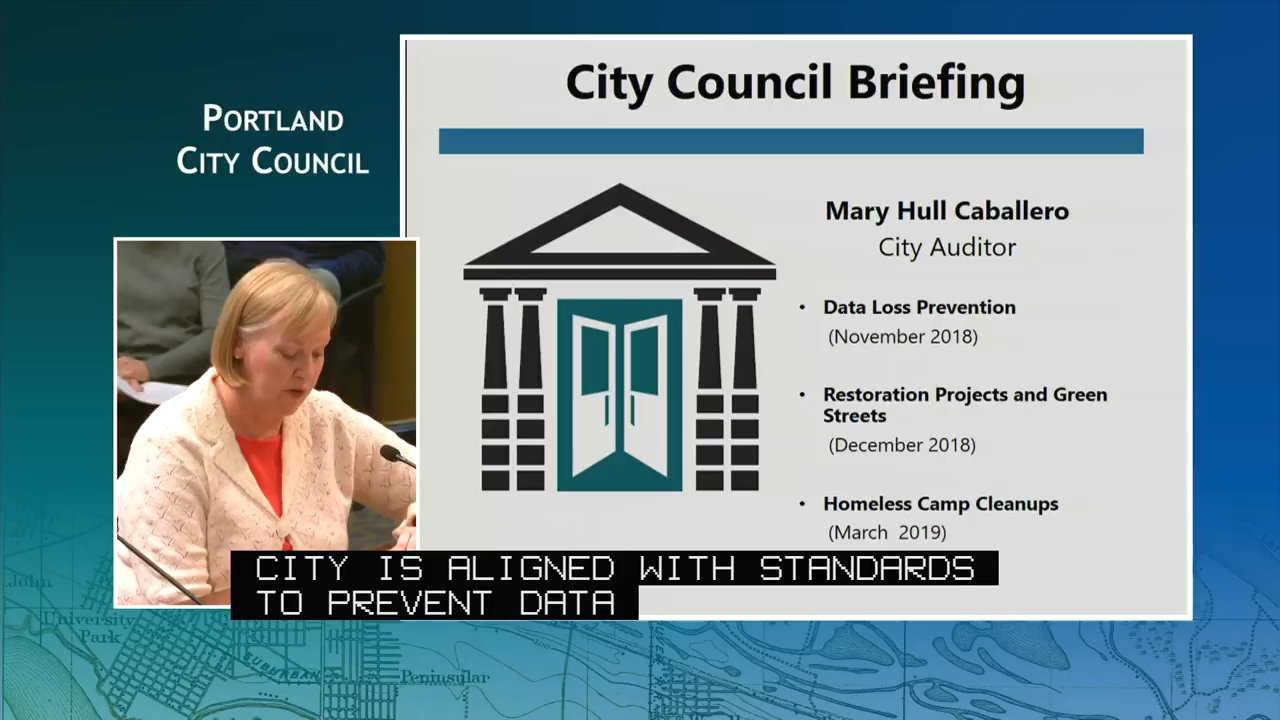 PORTLAND
CITY COUNCIL
City Council Briefing
Mary Hull Caballero
City Auditor
• Data Loss Prevention
(November 2018)
• Restoration Projects and Green
Streets
(December 2018)
• Homeless Camp Cleanups
(March 2019)
CITY IS ALIGNED WITH STANDARDS
TO PREVENT DATA
John
University
Park
SUBURBAN
Peninsular